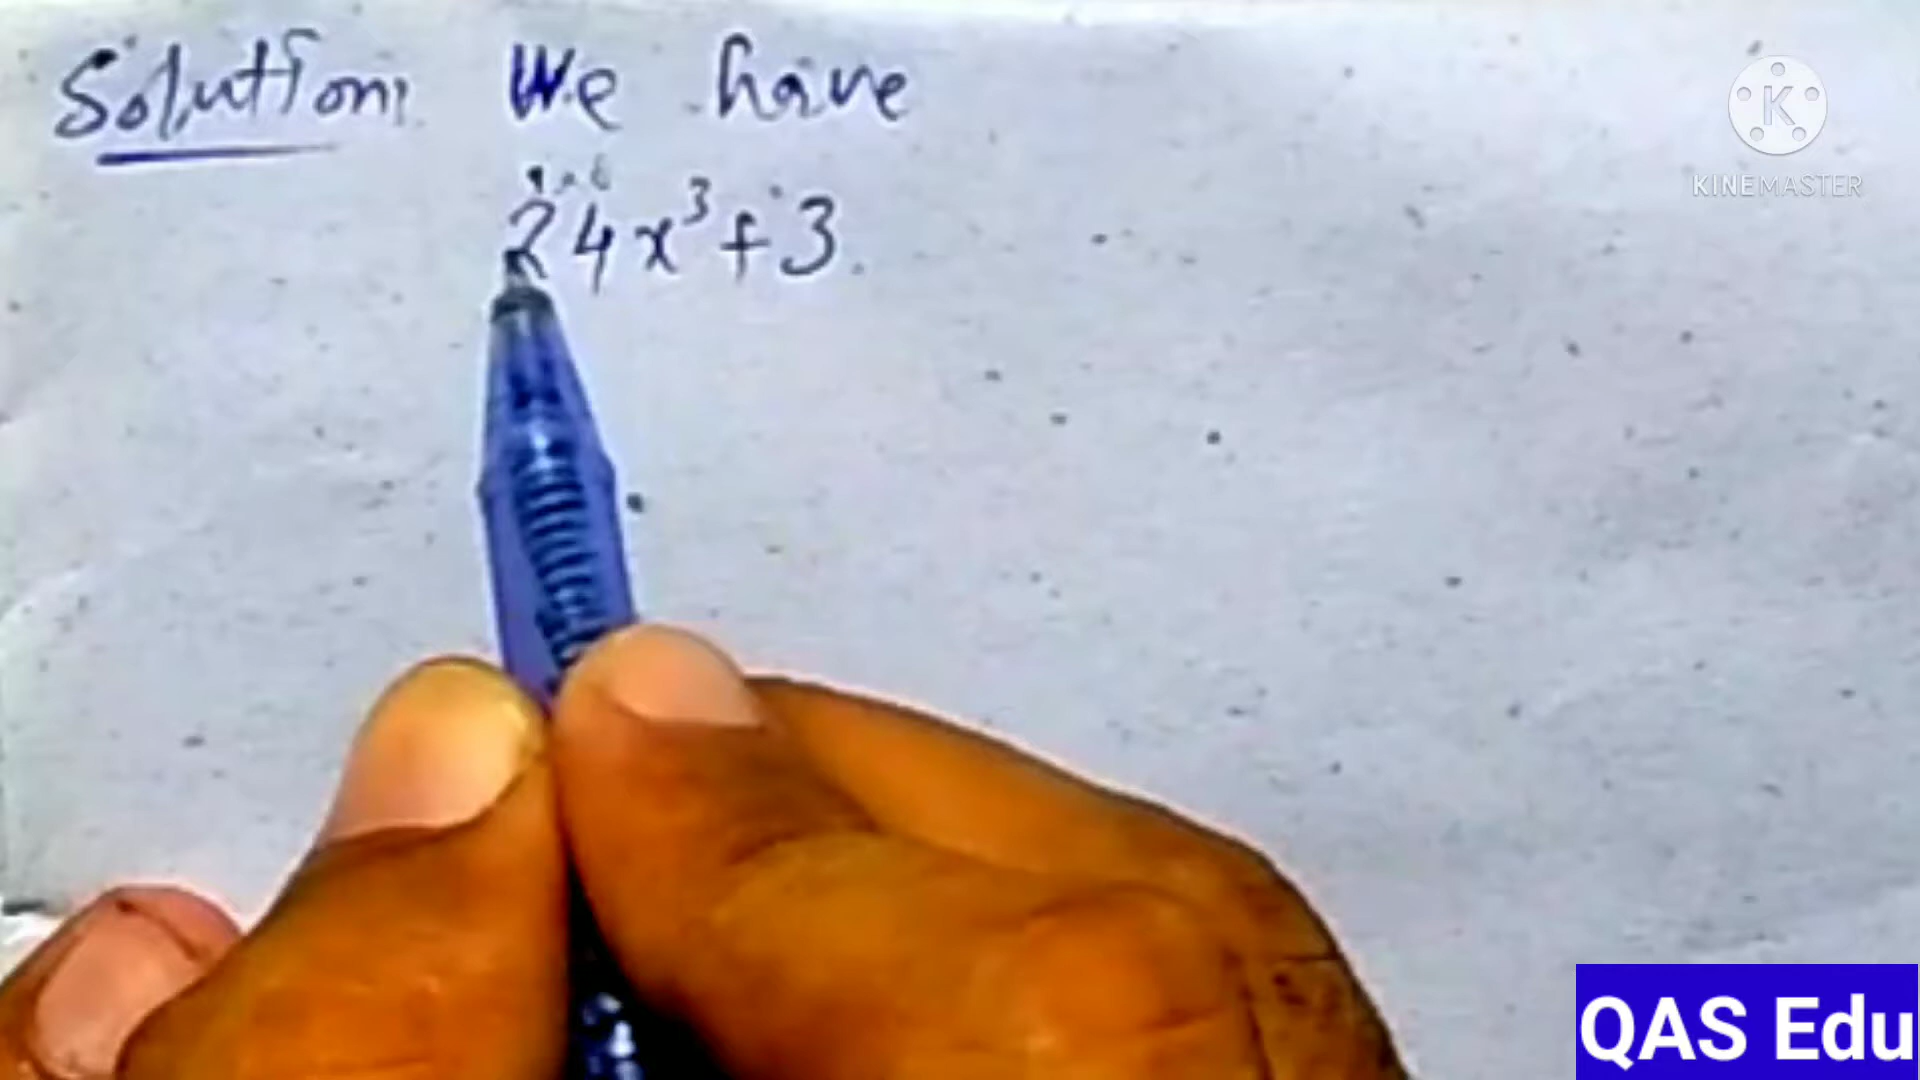 Solution: We have
24x³+3.
K
KINEMASTER
QAS Edu